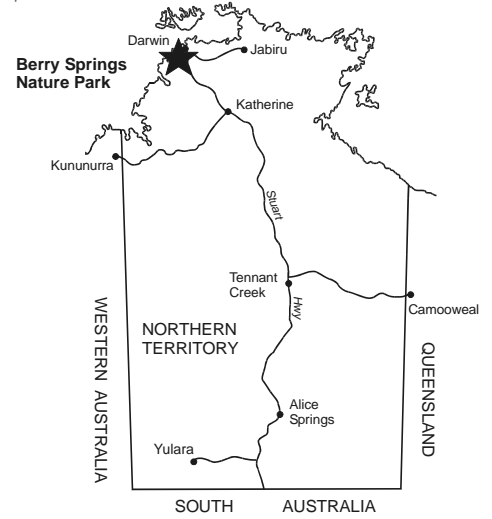 Darwin
Jabiru
Berry Springs
Nature Park
Katherine
Kununurra
Stuart
Tennant
Creek
Hwy
Camooweal
NORTHERN
TERRITORY
WESTERN AUSTRALIA
QUEENSLAND
Alice
Springs
Yulara
SOUTH AUSTRALIA